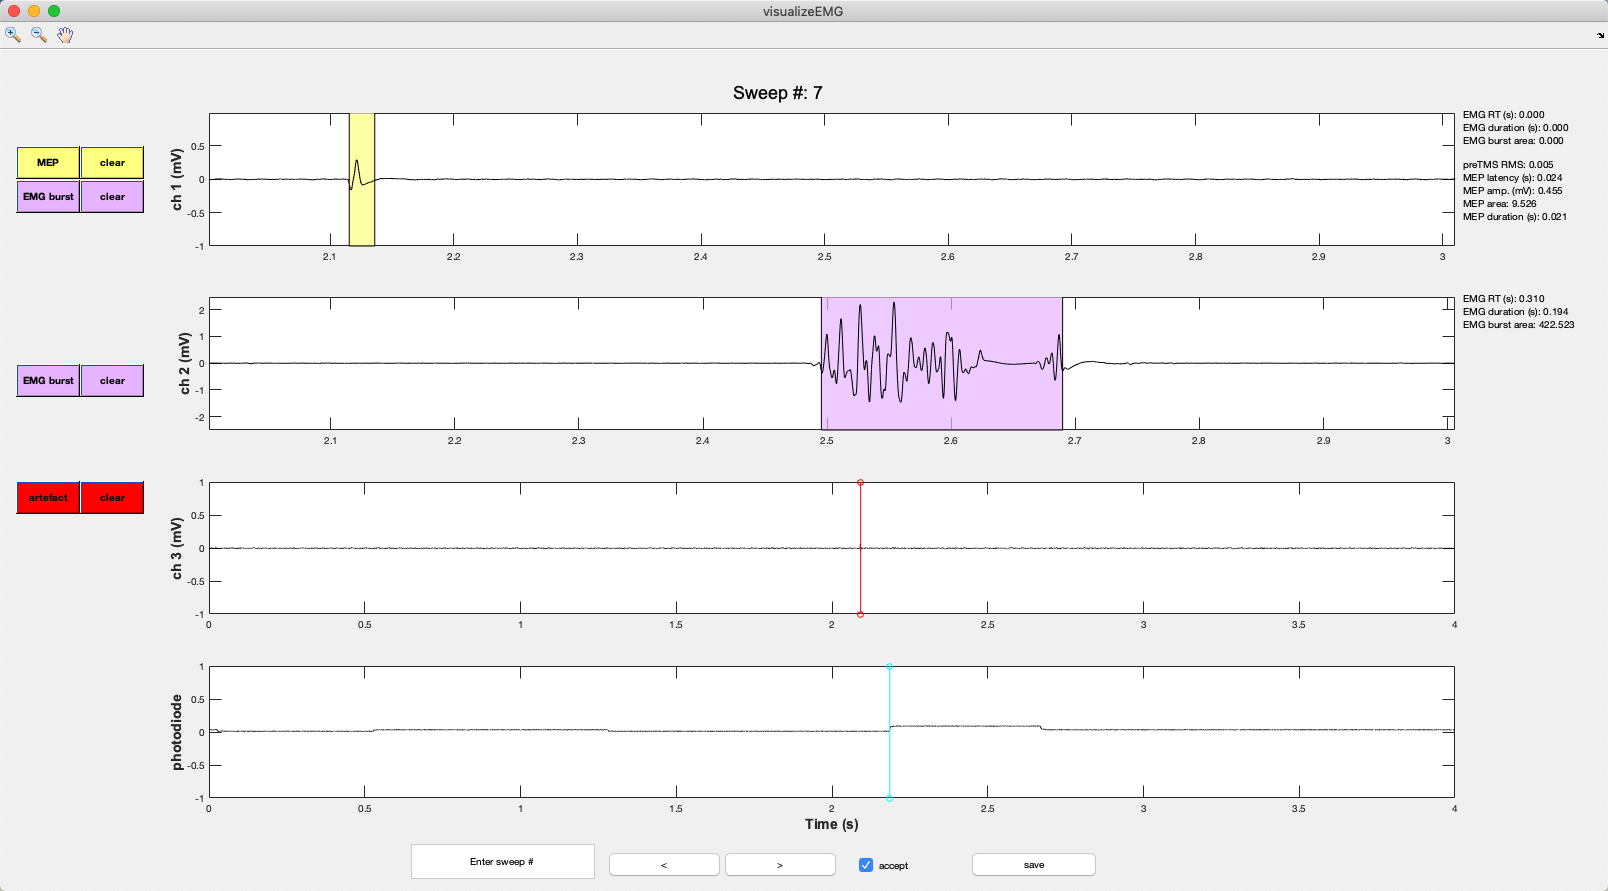 visualizeEMG
Sweep #: 7
MEP clear
EMG burst clear
ch 1 (mV)
0.5
0
-0.5
-1
2.1 2.2 2.3 2.4 2.5 2.6 2.7 2.8 2.9 3
EMG RT (s): 0.000
EMG duration (s): 0.000
EMG burst area: 0.000
preTMS RMS: 0.005
MEP latency (s): 0.024
MEP amp. (mV): 0.455
MEP area: 9.526
MEP duration (s): 0.021
EMG burst clear
ch 2 (mV)
2
1
0
-1
-2
2.1 2.2 2.3 2.4 2.5 2.6 2.7 2.8 2.9 3
EMG RT (s): 0.310
EMG duration (s): 0.194
EMG burst area: 422.523
artefact clear
ch 3 (mV)
1
0.5
0
-0.5
-1
0 0.5 1 1.5 2 2.5 3 3.5 4
photodiode
1
0.5
0
-0.5
-1
0 0.5 1 1.5 2 2.5 3 3.5 4
Time (s)
Enter sweep # < > accept save